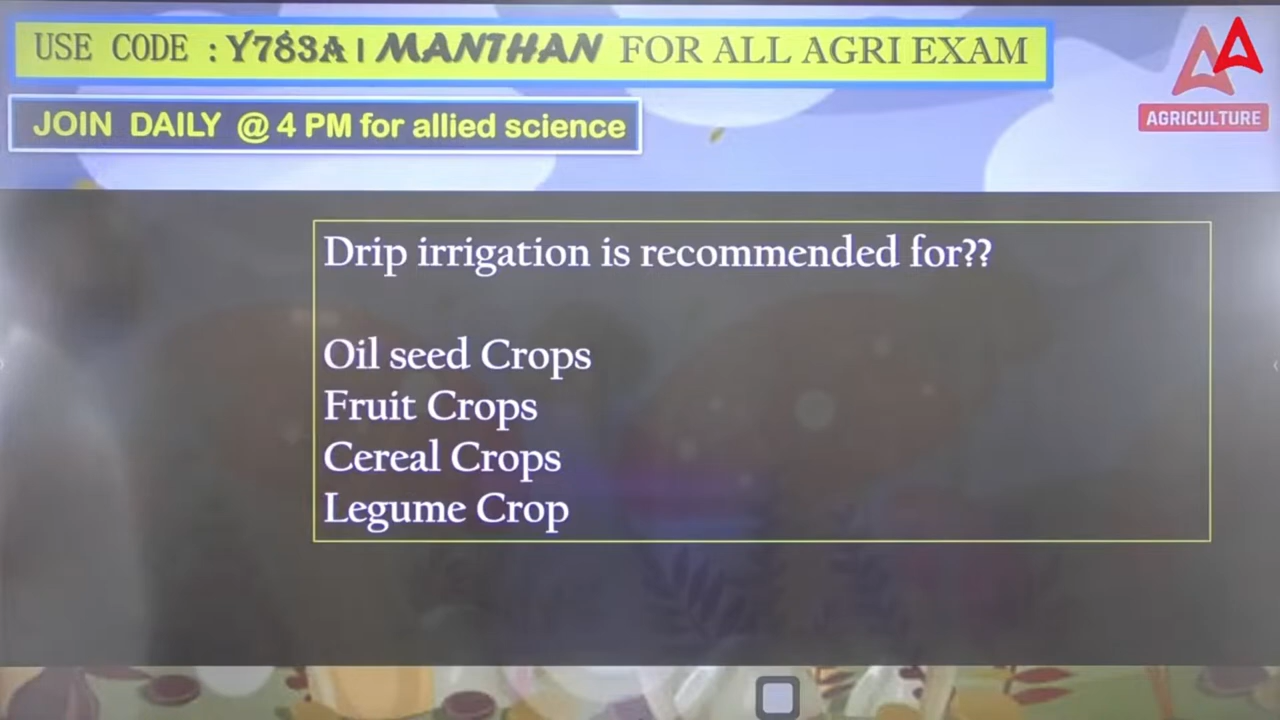 USE CODE : Y783A | MANTHAN FOR ALL AGRI EXAM
JOIN DAILY @ 4 PM for allied science
AGRICULTURE
Drip irrigation is recommended for??
Oil seed Crops
Fruit Crops
Cereal Crops
Legume Crop